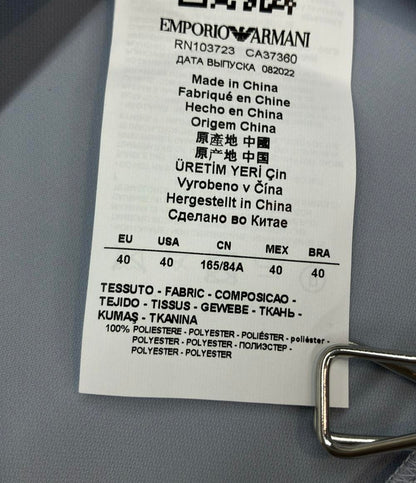 EMPORIO ARMANI
RN103723 CA37360
ДАТА ВЫПУСКА 082022
Made in China
Fabriqué en Chine
Hecho en China
Origem China
原產地 中國
原产地 中国
ÜRETİM YERİ Çin
Vyrobeno v Čína
Hergestellt in China
Сделано во Китае
EU USA CN MEX BRA
40 40 165/84A 40 40
TESSUTO - FABRIC - COMPOSICAO -
TEJIDO - TISSUS - GEWEBE - ТКАНЬ -
KUMAŞ - TKANINA
100% POLIESTERE - POLYESTER - POLIÉSTER - poliéster -
POLYESTER - POLYESTER - ПОЛИЭСТЕР -
POLYESTER - POLYESTER